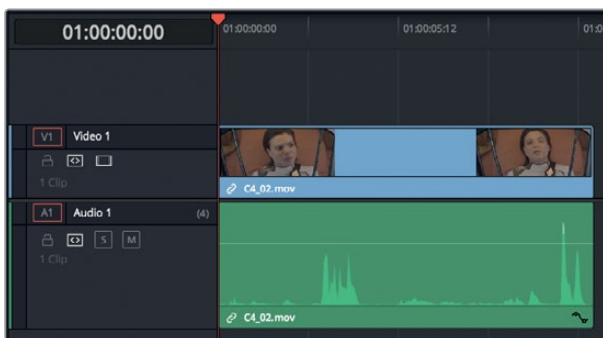 01:00:00:00
01:00:00:00 01:00:05:12 01:0
V1 Video 1
1 Clip
C4_02.mov
A1 Audio 1 (4)
S M
1 Clip
C4_02.mov